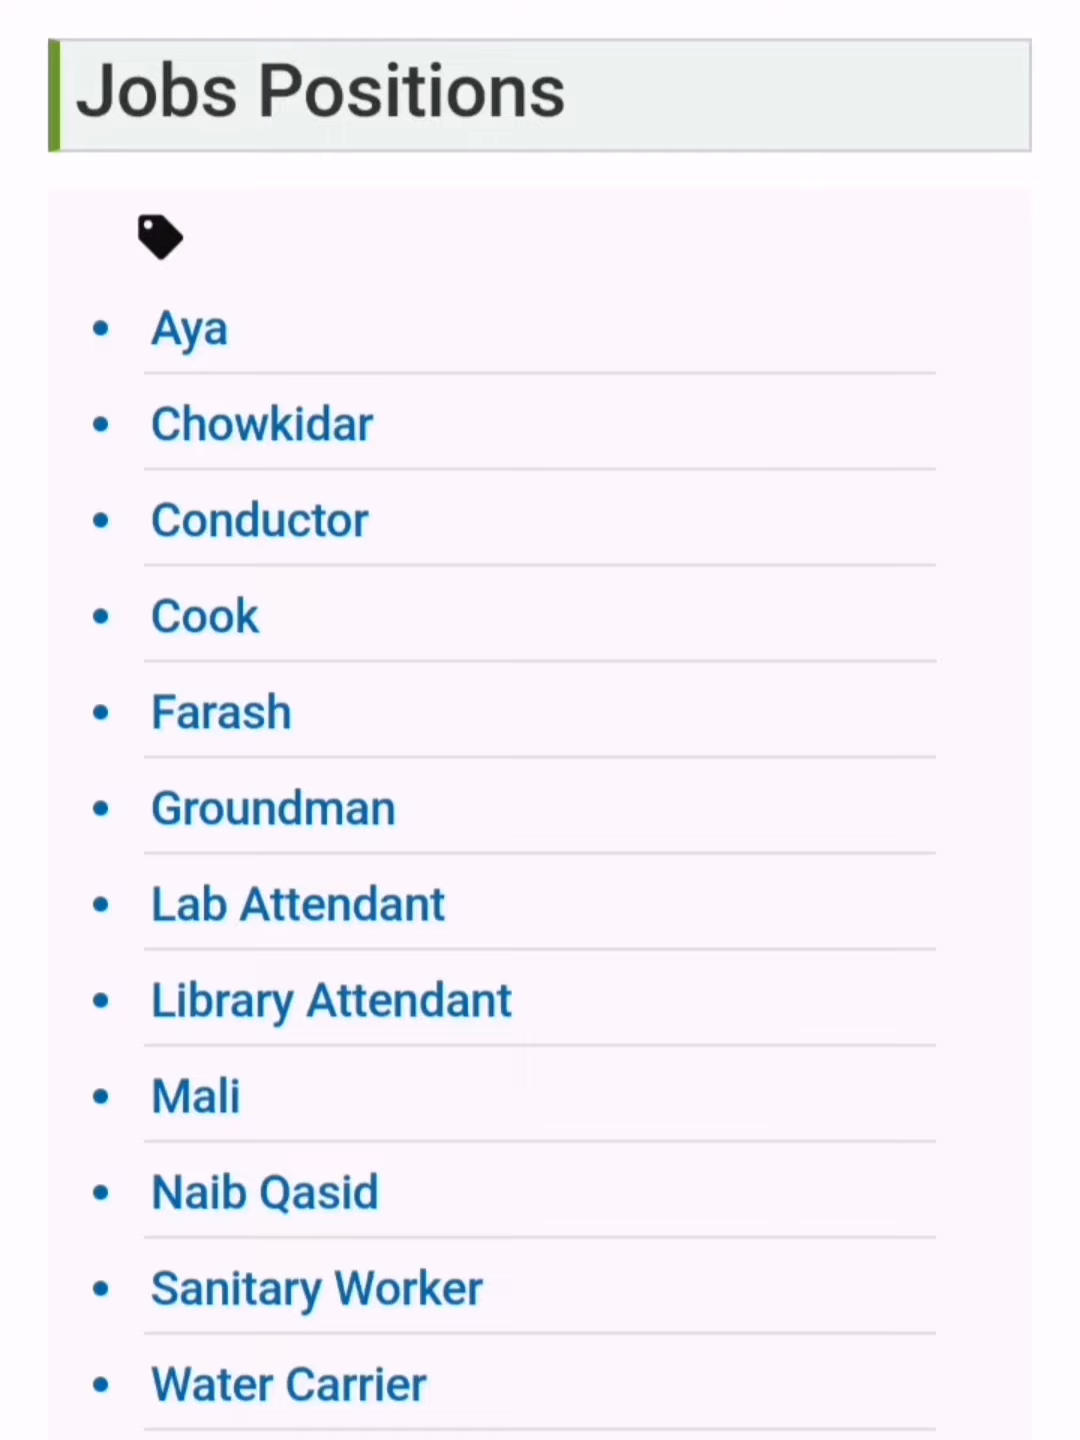 Jobs Positions
Aya
Chowkidar
Conductor
Cook
Farash
Groundman
Lab Attendant
Library Attendant
Mali
Naib Qasid
Sanitary Worker
Water Carrier